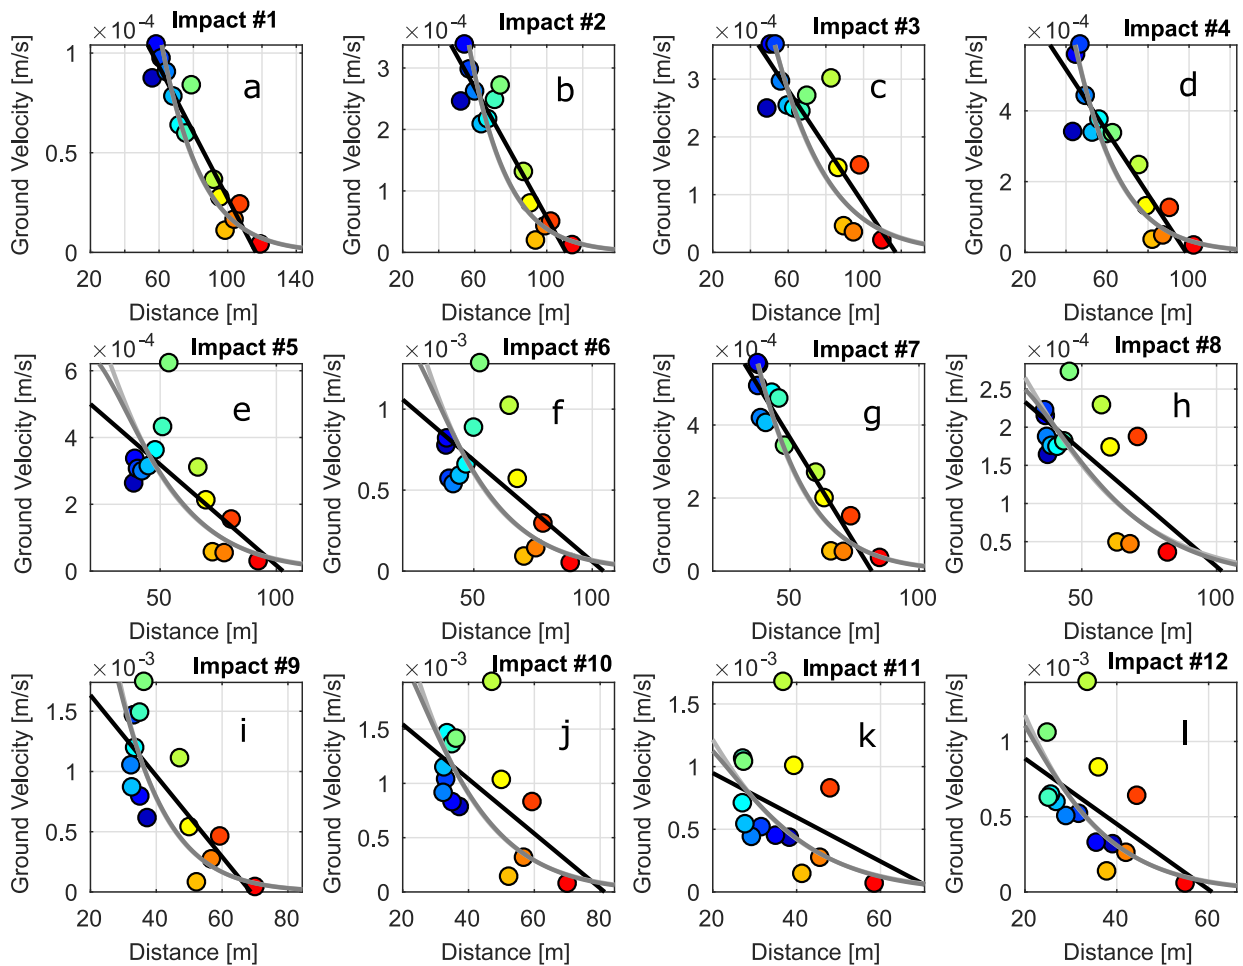 Impact #1
×10⁻⁴
Ground Velocity [m/s]
1
0.5
0
a
20 60 100 140
Distance [m]
Impact #2
×10⁻⁴
Ground Velocity [m/s]
3
2
1
0
b
20 60 100
Distance [m]
Impact #3
×10⁻⁴
Ground Velocity [m/s]
3
2
1
0
c
20 60 100
Distance [m]
Impact #4
×10⁻⁴
Ground Velocity [m/s]
4
2
0
d
20 60 100
Distance [m]
Impact #5
×10⁻⁴
Ground Velocity [m/s]
6
4
2
0
e
50 100
Distance [m]
Impact #6
×10⁻³
Ground Velocity [m/s]
1
0.5
0
f
50 100
Distance [m]
Impact #7
×10⁻⁴
Ground Velocity [m/s]
4
2
0
g
50 100
Distance [m]
Impact #8
×10⁻⁴
Ground Velocity [m/s]
2.5
2
1.5
1
0.5
h
50 100
Distance [m]
Impact #9
×10⁻³
Ground Velocity [m/s]
1.5
1
0.5
0
i
20 40 60 80
Distance [m]
Impact #10
×10⁻³
Ground Velocity [m/s]
1.5
1
0.5
0
j
20 40 60 80
Distance [m]
Impact #11
×10⁻³
Ground Velocity [m/s]
1.5
1
0.5
0
k
20 40 60
Distance [m]
Impact #12
×10⁻³
Ground Velocity [m/s]
1
0.5
0
l
20 40 60
Distance [m]